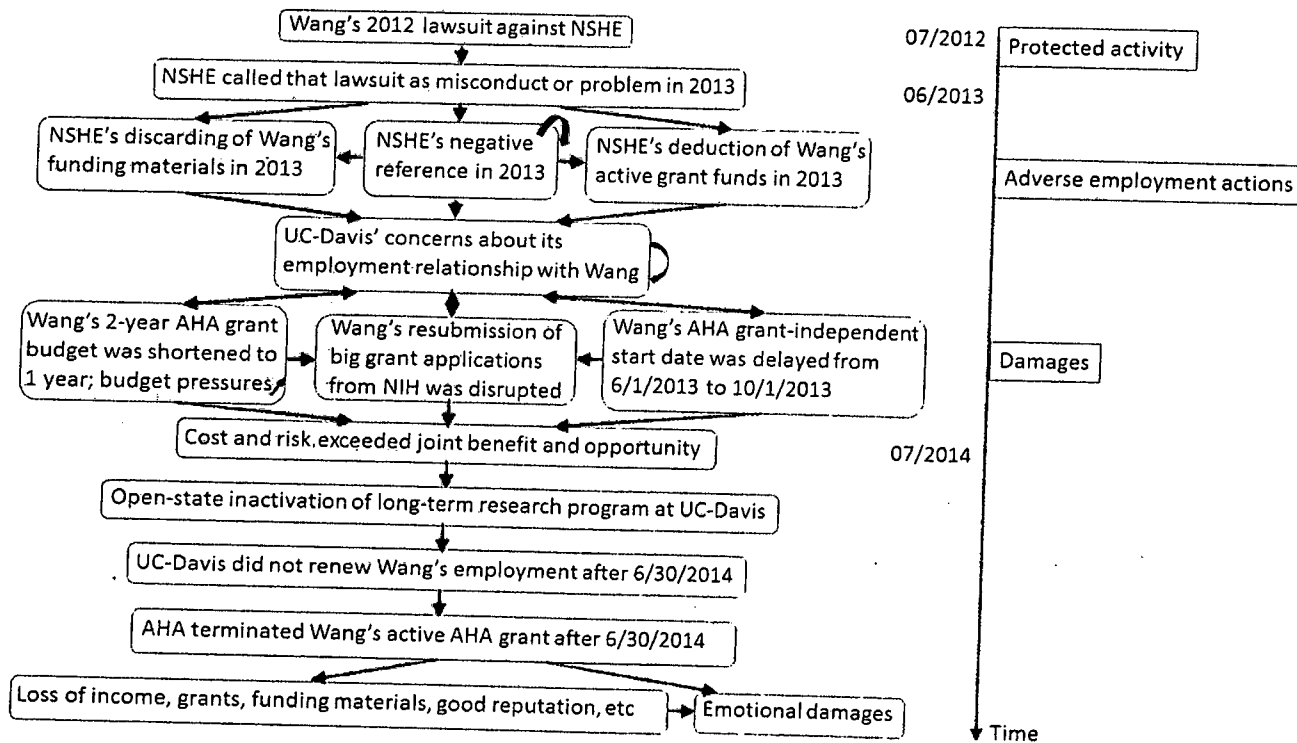 Wang's 2012 lawsuit against NSHE
07/2012
Protected activity
NSHE called that lawsuit as misconduct or problem in 2013
06/2013
NSHE's discarding of Wang's
funding materials in 2013
NSHE's negative
reference in 2013
NSHE's deduction of Wang's
active grant funds in 2013
Adverse employment actions
UC-Davis' concerns about its
employment relationship with Wang
Wang's 2-year AHA grant
budget was shortened to
1 year; budget pressures
Wang's resubmission of
big grant applications
from NIH was disrupted
Wang's AHA grant-independent
start date was delayed from
6/1/2013 to 10/1/2013
Damages
Cost and risk exceeded joint benefit and opportunity
07/2014
Open-state inactivation of long-term research program at UC-Davis
UC-Davis did not renew Wang's employment after 6/30/2014
AHA terminated Wang's active AHA grant after 6/30/2014
Loss of income, grants, funding materials, good reputation, etc
Emotional damages
Time